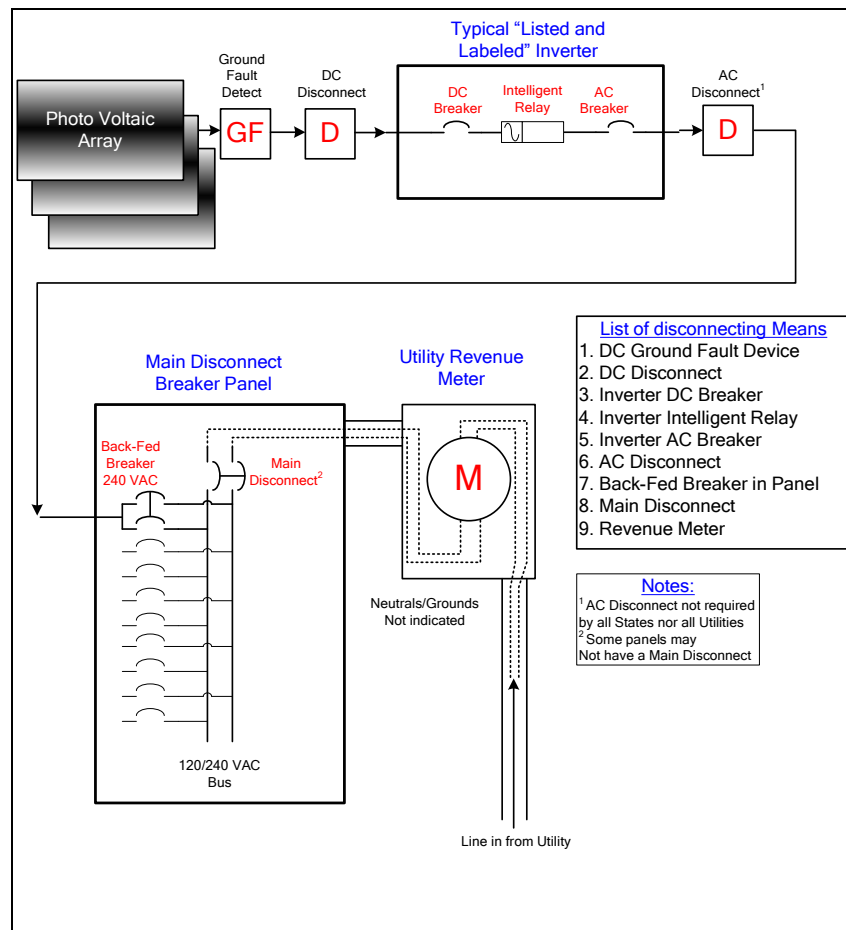 Typical “Listed and
Labeled” Inverter
Ground
Fault
Detect
DC
Disconnect
AC
Disconnect¹
Photo Voltaic
Array
GF
D
DC
Breaker
Intelligent
Relay
AC
Breaker
D
Main Disconnect
Breaker Panel
Utility Revenue
Meter
List of disconnecting Means
1. DC Ground Fault Device
2. DC Disconnect
3. Inverter DC Breaker
4. Inverter Intelligent Relay
5. Inverter AC Breaker
6. AC Disconnect
7. Back-Fed Breaker in Panel
8. Main Disconnect
9. Revenue Meter
Back-Fed
Breaker
240 VAC
Main
Disconnect²
M
Neutrals/Grounds
Not indicated
Notes:
¹ AC Disconnect not required
by all States nor all Utilities
² Some panels may
Not have a Main Disconnect
120/240 VAC
Bus
Line in from Utility